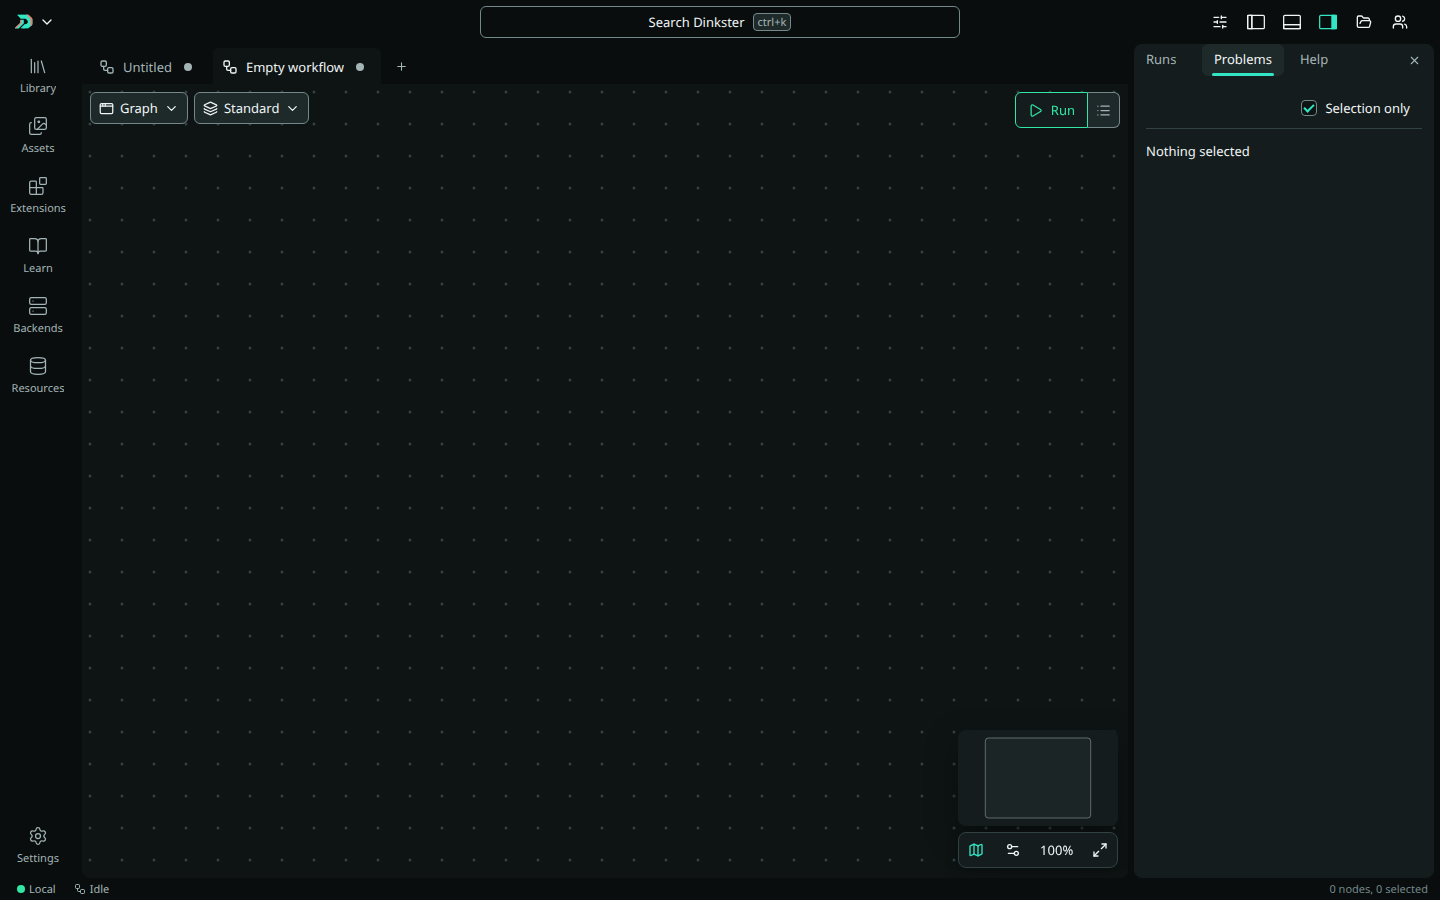 Search Dinkster ctrl+k
Library
Assets
Extensions
Learn
Backends
Resources
Settings
Untitled
Empty workflow
Graph
Standard
Run
100%
Runs
Problems
Help
Selection only
Nothing selected
Local
Idle
0 nodes, 0 selected